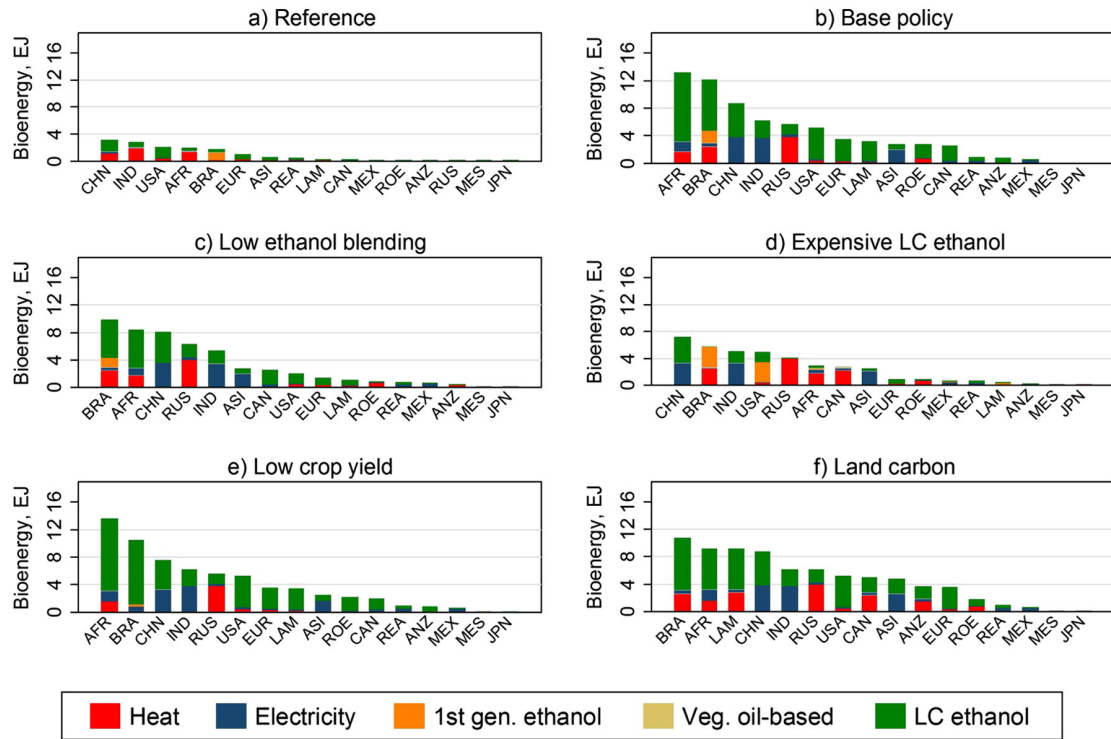 a) Reference
Bioenergy, EJ
0 4 8 12 16
CHN IND USA AFR BRA EUR ASI REA LAM CAN MEX ROE ANZ RUS MES JPN
b) Base policy
Bioenergy, EJ
0 4 8 12 16
AFR BRA CHN IND RUS USA EUR LAM ASI ROE CAN REA ANZ MEX MES JPN
c) Low ethanol blending
Bioenergy, EJ
0 4 8 12 16
BRA AFR CHN RUS IND ASI CAN USA EUR LAM ROE REA MEX ANZ MES JPN
d) Expensive LC ethanol
Bioenergy, EJ
0 4 8 12 16
CHN BRA IND USA RUS AFR CAN ASI EUR ROE MEX REA LAM ANZ MES JPN
e) Low crop yield
Bioenergy, EJ
0 4 8 12 16
AFR BRA CHN IND RUS USA EUR LAM ASI ROE CAN REA ANZ MEX MES JPN
f) Land carbon
Bioenergy, EJ
0 4 8 12 16
BRA AFR LAM CHN IND RUS USA CAN ASI ANZ EUR ROE REA MEX MES JPN
Heat Electricity 1st gen. ethanol Veg. oil-based LC ethanol